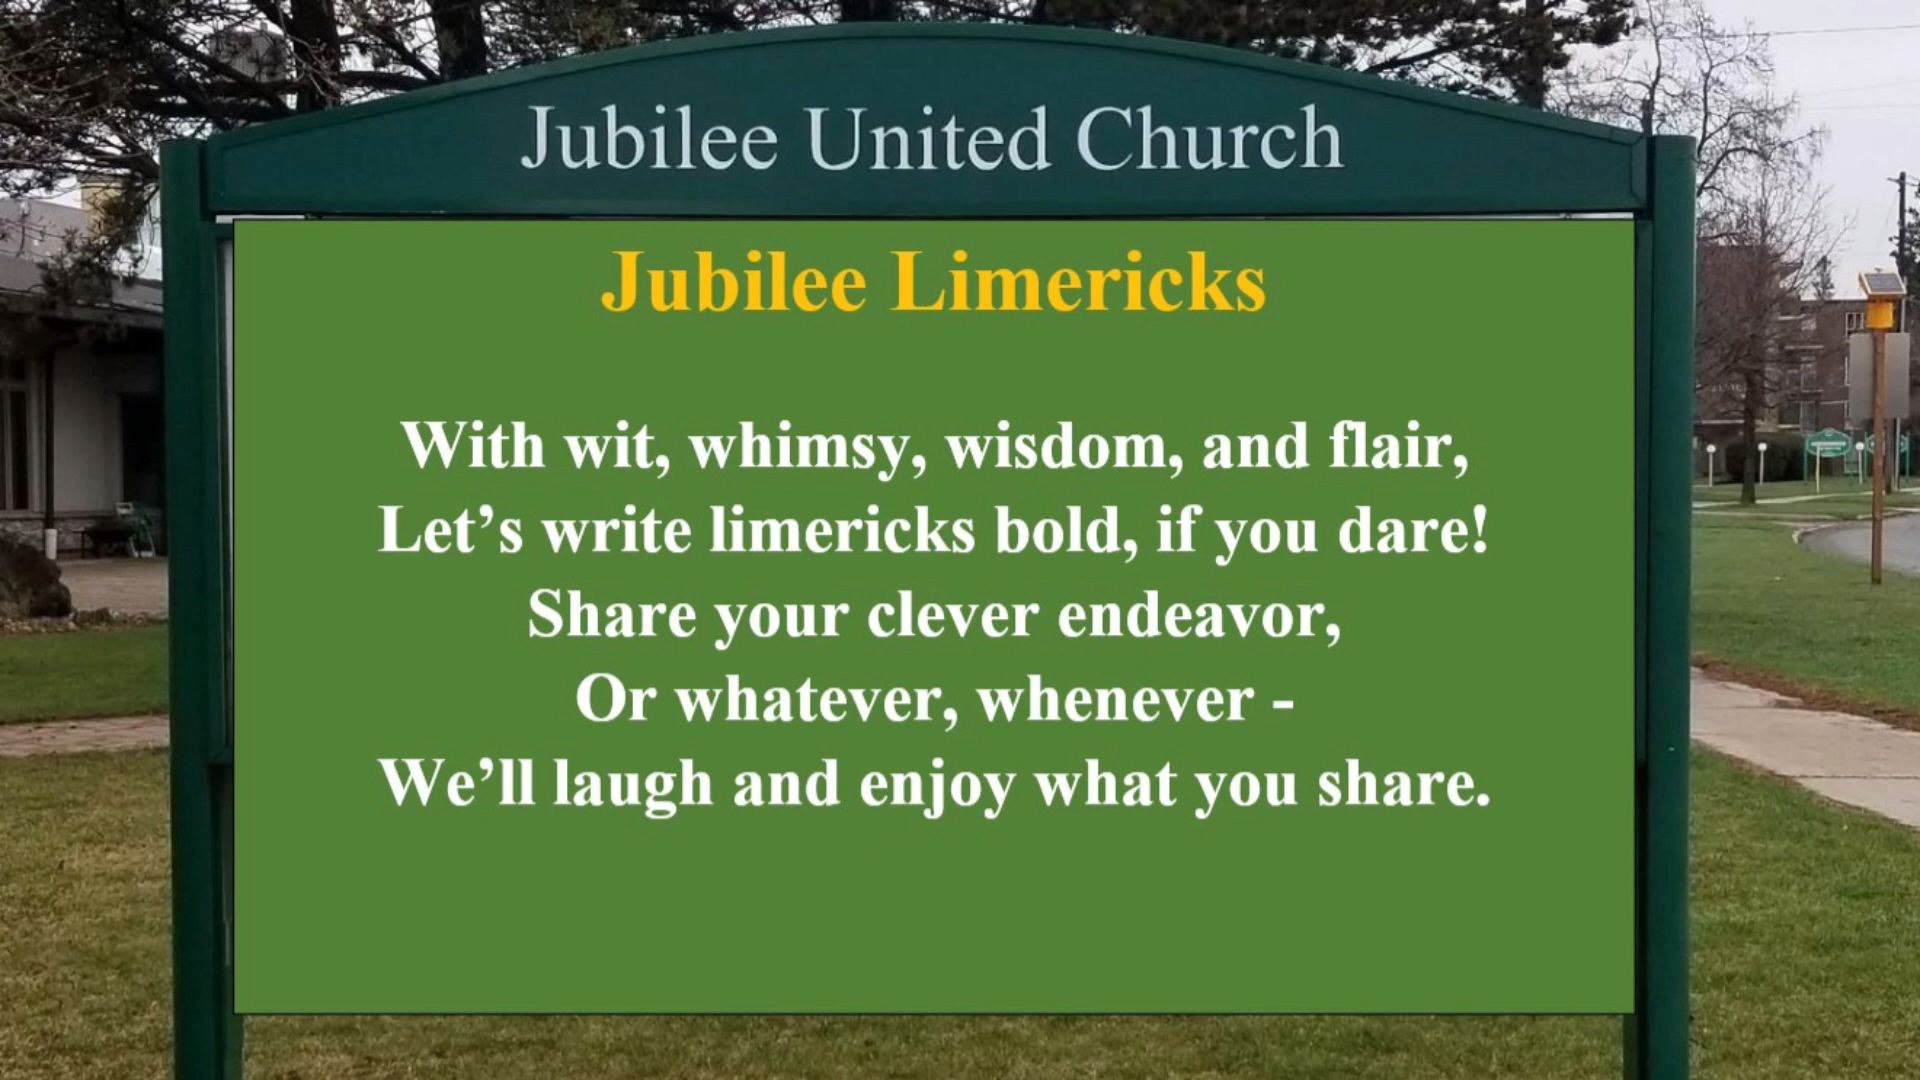 Jubilee United Church
Jubilee Limericks
With wit, whimsy, wisdom, and flair,
Let’s write limericks bold, if you dare!
Share your clever endeavor,
Or whatever, whenever -
We’ll laugh and enjoy what you share.